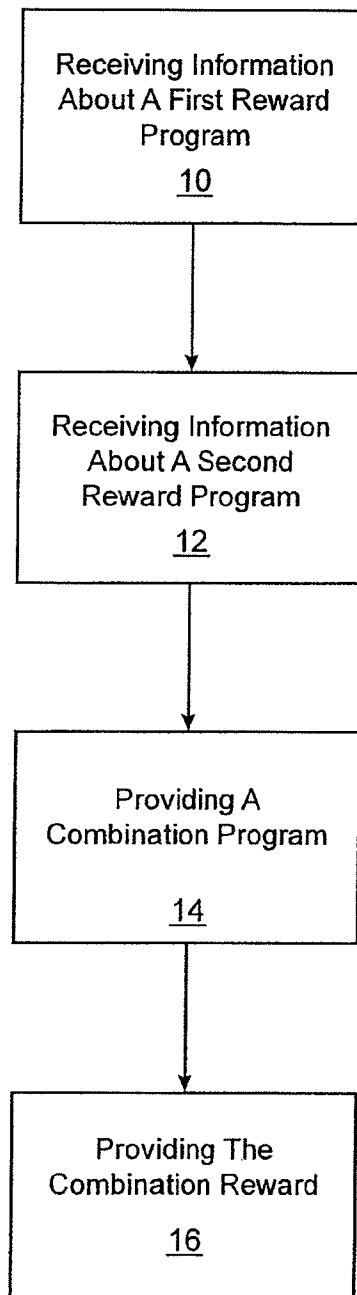 Receiving Information
About A First Reward
Program
10
Receiving Information
About A Second
Reward Program
12
Providing A
Combination Program
14
Providing The
Combination Reward
16